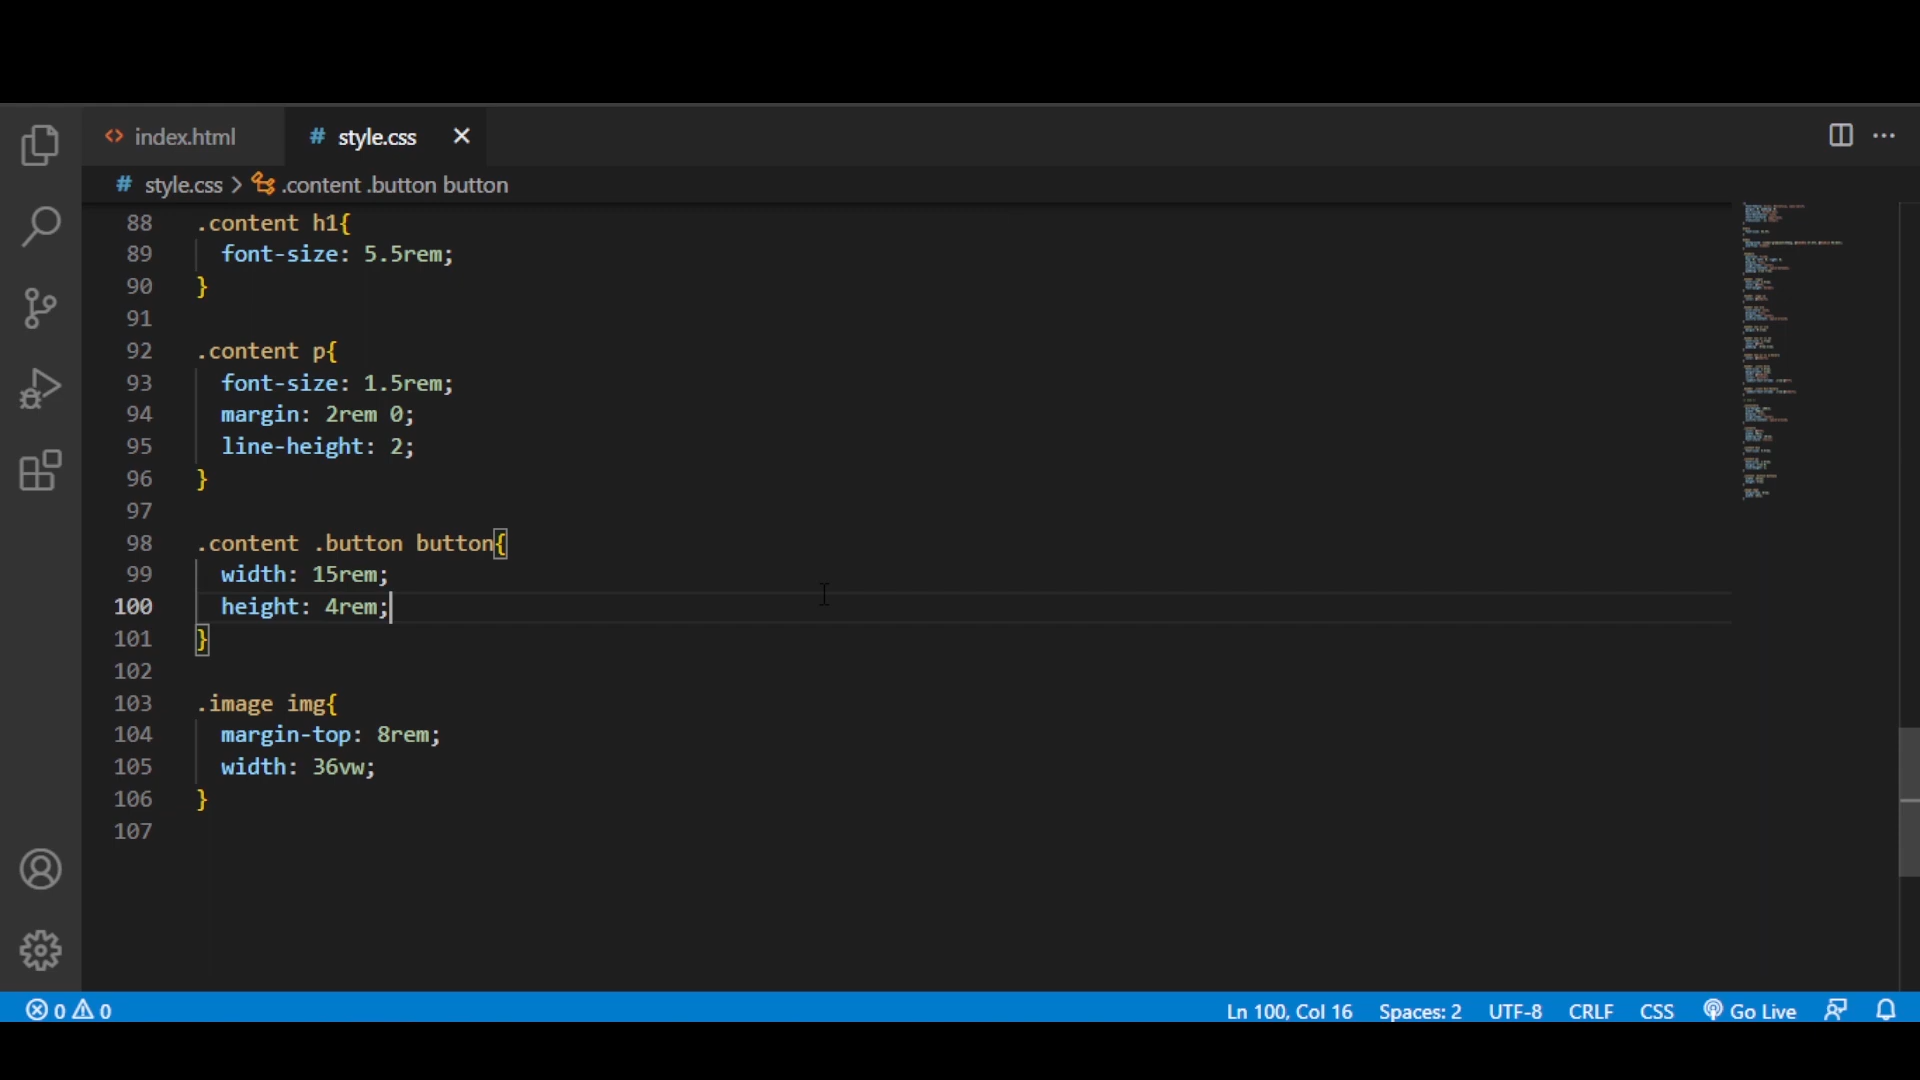 index.html
# style.css
# style.css > .content .button button
88 .content h1{
89 font-size: 5.5rem;
90 }
91
92 .content p{
93 font-size: 1.5rem;
94 margin: 2rem 0;
95 line-height: 2;
96 }
97
98 .content .button button{
99 width: 15rem;
100 height: 4rem;
101 }
102
103 .image img{
104 margin-top: 8rem;
105 width: 36vw;
106 }
107
0 0 Ln 100, Col 16 Spaces: 2 UTF-8 CRLF CSS Go Live